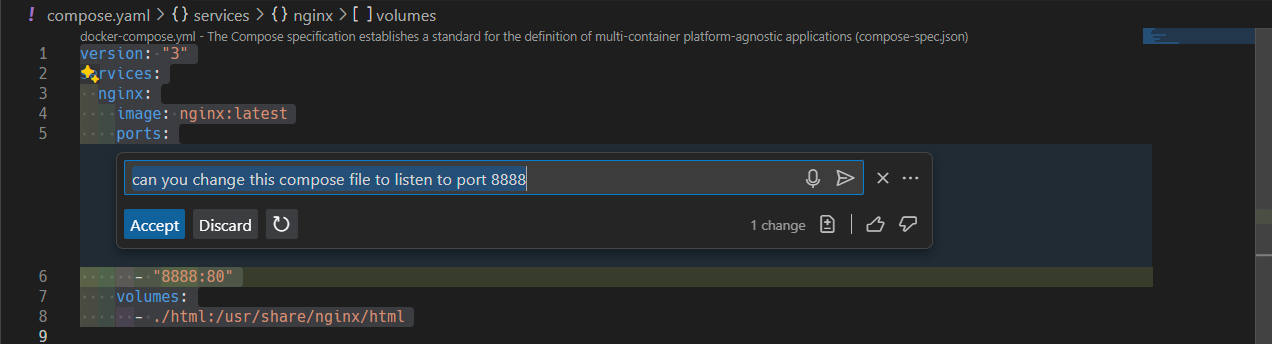 ! compose.yaml > {} services > {} nginx > [ ] volumes
docker-compose.yml - The Compose specification establishes a standard for the definition of multi-container platform-agnostic applications (compose-spec.json)
1 version: "3"
2 services:
3 nginx:
4 image: nginx:latest
5 ports:
can you change this compose file to listen to port 8888
Accept Discard 1 change
6 - "8888:80"
7 volumes:
8 - ./html:/usr/share/nginx/html
9